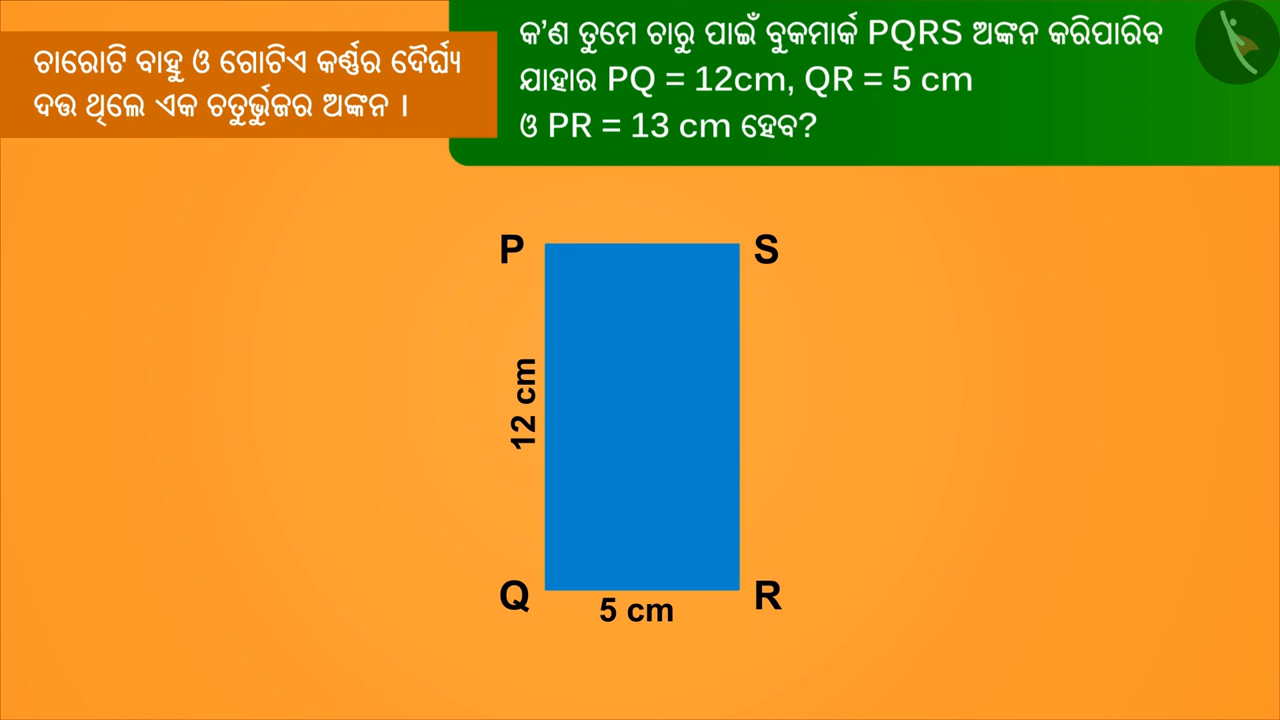 ଚାରୋଟି ବାହୁ ଓ ଗୋଟିଏ କର୍ଣ୍ଣର ଦୈର୍ଘ୍ୟ
ଦତ୍ତ ଥିଲେ ଏକ ଚତୁର୍ଭୁଜର ଅଙ୍କନ ।
କ’ଣ ତୁମେ ଚାରୁ ପାଇଁ ବୁକମାର୍କ PQRS ଅଙ୍କନ କରିପାରିବ
ଯାହାର PQ = 12cm, QR = 5 cm
ଓ PR = 13 cm ହେବ?
P
S
12 cm
Q
R
5 cm